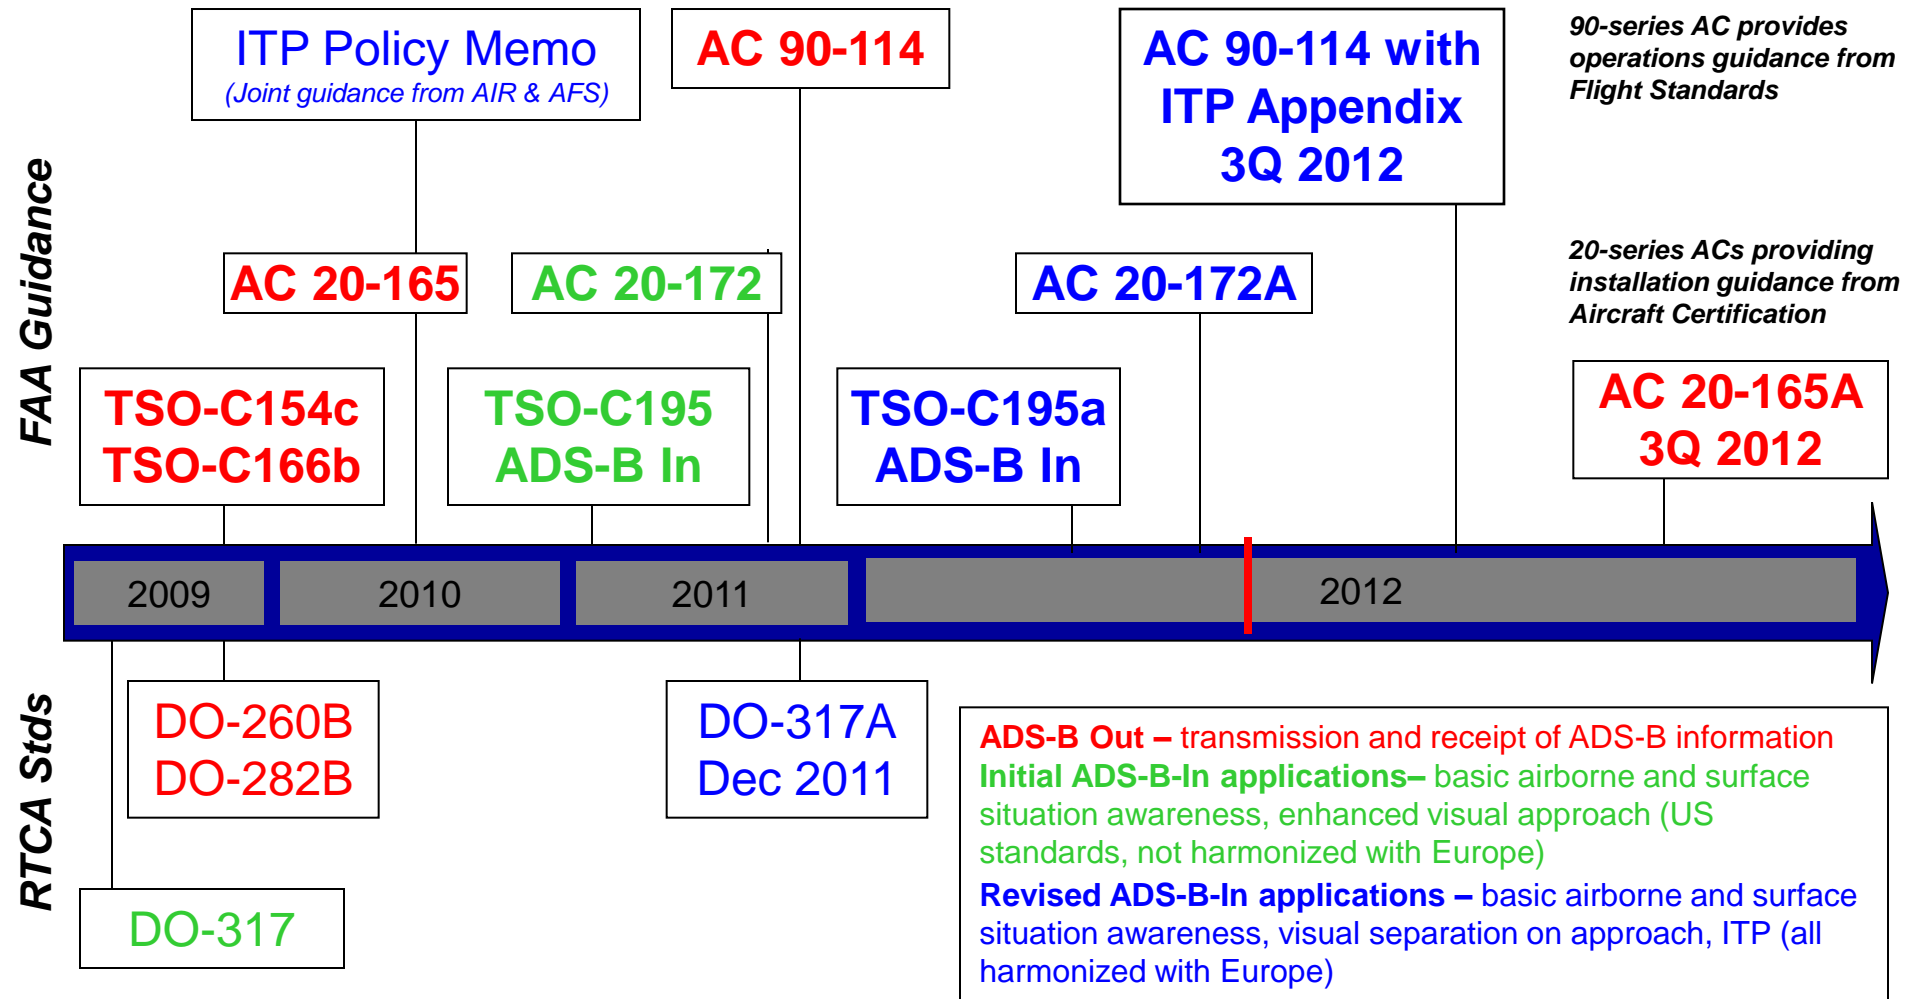 ITP Policy Memo
(Joint guidance from AIR & AFS)
AC 90-114
AC 90-114 with
ITP Appendix
3Q 2012
90-series AC provides
operations guidance from
Flight Standards
FAA Guidance
AC 20-165
AC 20-172
AC 20-172A
20-series ACs providing
installation guidance from
Aircraft Certification
TSO-C154c
TSO-C166b
TSO-C195
ADS-B In
TSO-C195a
ADS-B In
AC 20-165A
3Q 2012
2009
2010
2011
2012
RTCA Stds
DO-260B
DO-282B
DO-317A
Dec 2011
DO-317
ADS-B Out – transmission and receipt of ADS-B information
Initial ADS-B-In applications– basic airborne and surface
situation awareness, enhanced visual approach (US
standards, not harmonized with Europe)
Revised ADS-B-In applications – basic airborne and surface
situation awareness, visual separation on approach, ITP (all
harmonized with Europe)